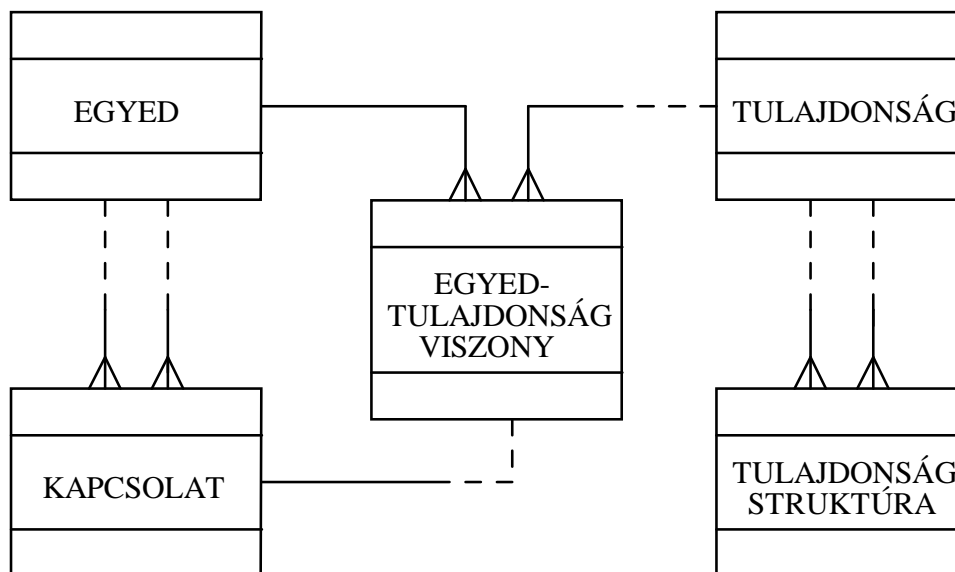 EGYED
TULAJDONSÁG
EGYED-
TULAJDONSÁG
VISZONY
KAPCSOLAT
TULAJDONSÁG
STRUKTÚRA